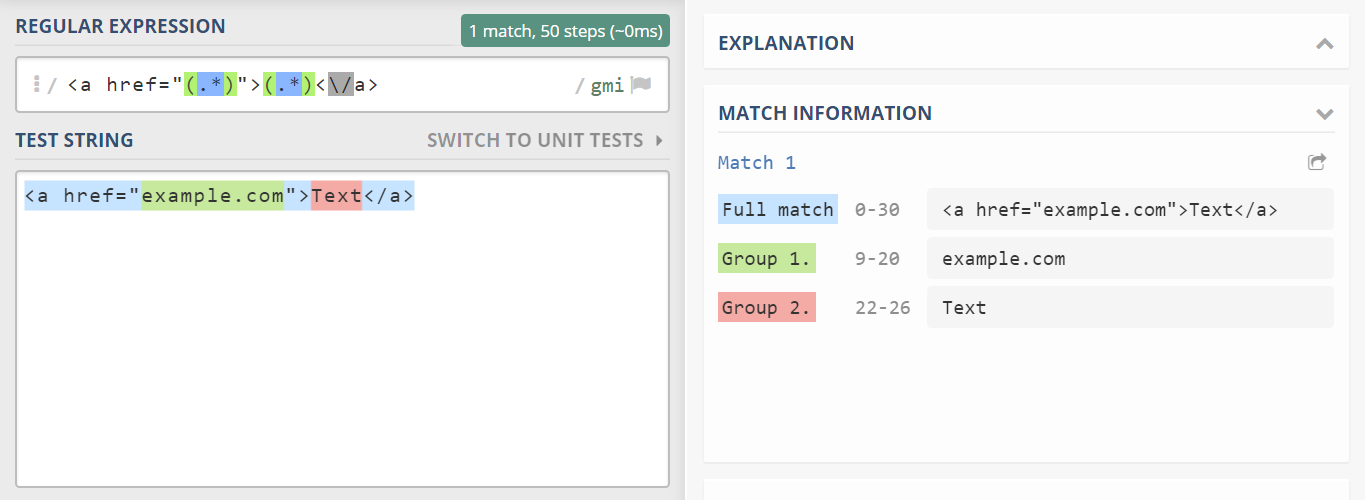 REGULAR EXPRESSION
1 match, 50 steps (~0ms)
/ <a href="(.*)">(.*)<\/a> / gmi
TEST STRING
SWITCH TO UNIT TESTS
<a href="example.com">Text</a>
EXPLANATION
MATCH INFORMATION
Match 1
Full match 0-30 <a href="example.com">Text</a>
Group 1. 9-20 example.com
Group 2. 22-26 Text